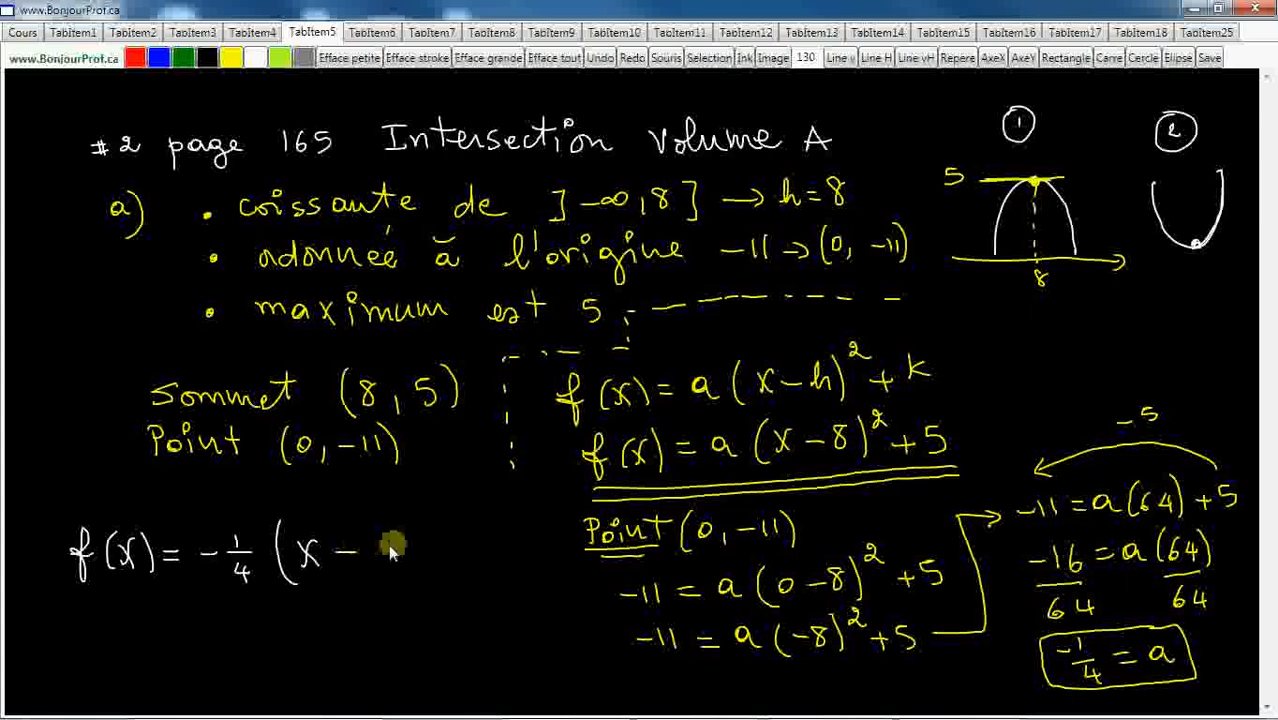 www.BonjourProf.ca
Cours TabItem1 TabItem2 TabItem3 TabItem4 TabItem5 TabItem6 TabItem7 TabItem8 TabItem9 TabItem10 TabItem11 TabItem12 TabItem13 TabItem14 TabItem15 TabItem16 TabItem17 TabItem18 TabItem25
www.BonjourProf.ca Efface petite Efface stroke Efface grande Efface tout Undo Redo Souris Selection Ink Image 130 Line v Line H Line vH Repere AxeX AxeY Rectangle Carre Cercle Elipse Save
#2 page 165 Intersection volume A
① ②
a) • coissante de ]-∞,8] → h=8
5
• odonnée à l'origine -11 → (0, -11)
8
• maximum est 5
Sommet (8,5)
Point (0,-11)
f(x) = a(x-h)² + k
f(x) = a(x-8)² + 5
Point (0,-11)
-11 = a(0-8)² + 5
-11 = a(-8)² + 5
-5
-11 = a(64) + 5
-16 = a(64)
64 64
-1/4 = a
f(x) = -1/4 (x -